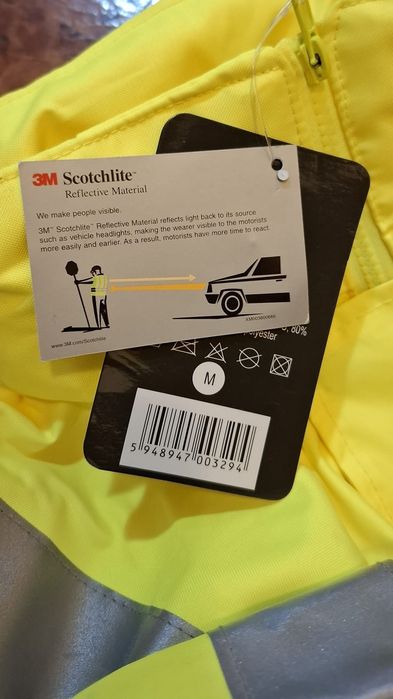 3M Scotchlite™
Reflective Material
We make people visible.
3M™ Scotchlite™ Reflective Material reflects light back to its source
such as vehicle headlights, making the wearer visible to the motorists
more easily and earlier. As a result, motorists have more time to react.
www.3M.com/Scotchlite
80%
yester
M
5 948947 003294